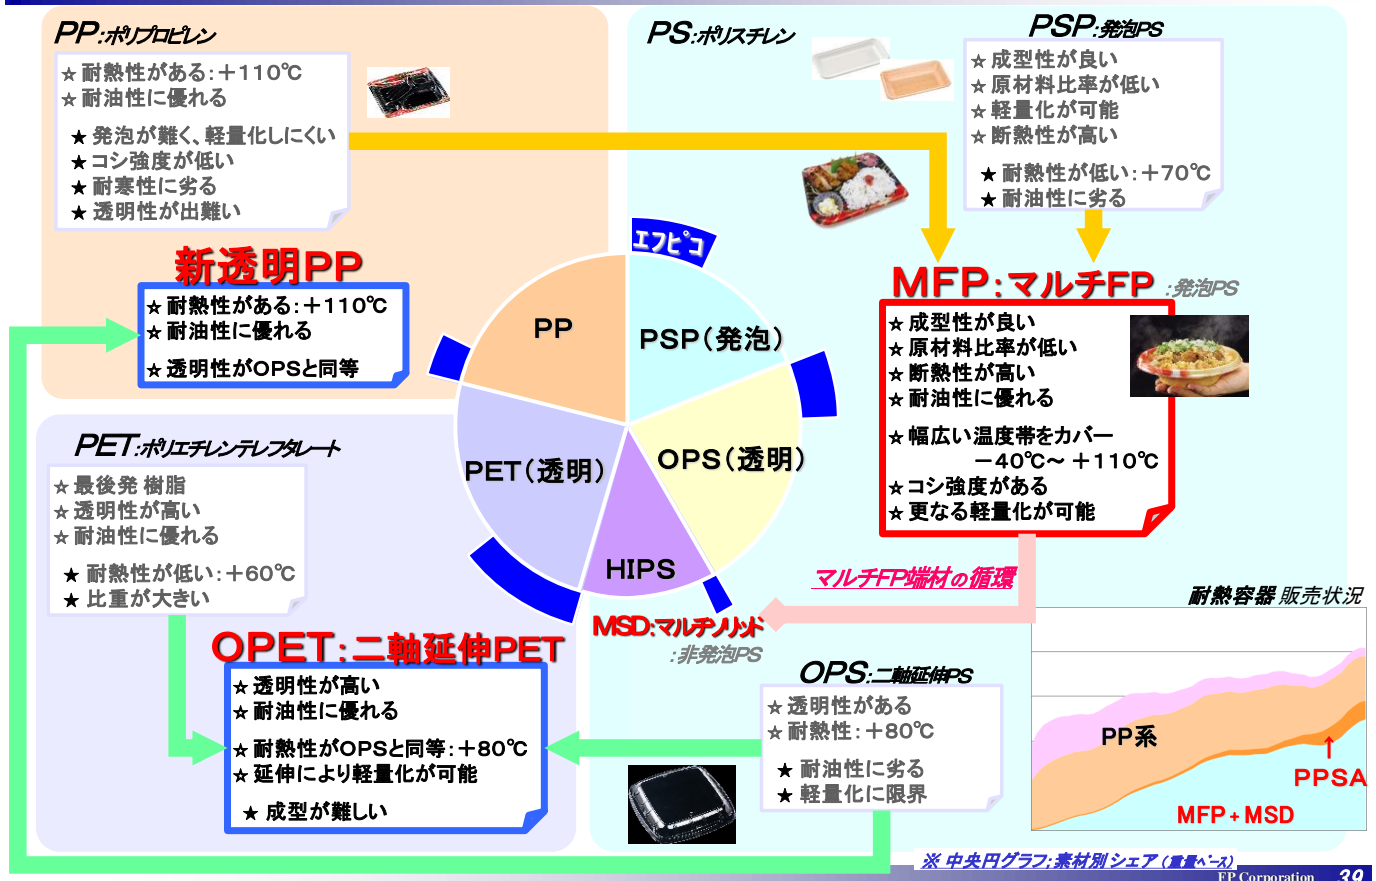 PP:ポリプロピレン
☆ 耐熱性がある:＋110℃
☆ 耐油性に優れる
★ 発泡が難く、軽量化しにくい
★ コシ強度が低い
★ 耐寒性に劣る
★ 透明性が出難い
新透明PP
☆ 耐熱性がある:＋110℃
☆ 耐油性に優れる
☆ 透明性がOPSと同等
PS:ポリスチレン
PSP:発泡PS
☆ 成型性が良い
☆ 原材料比率が低い
☆ 軽量化が可能
☆ 断熱性が高い
★ 耐熱性が低い:＋70℃
★ 耐油性に劣る
エフピコ
PP
PSP(発泡)
OPS(透明)
HIPS
PET(透明)
MFP:マルチFP :発泡PS
☆ 成型性が良い
☆ 原材料比率が低い
☆ 断熱性が高い
☆ 耐油性に優れる
☆ 幅広い温度帯をカバー
－40℃～ ＋110℃
☆ コシ強度がある
☆ 更なる軽量化が可能
PET:ポリエチレンテレフタレート
☆ 最後発 樹脂
☆ 透明性が高い
☆ 耐油性に優れる
★ 耐熱性が低い:＋60℃
★ 比重が大きい
OPET:二軸延伸PET
☆ 透明性が高い
☆ 耐油性に優れる
☆ 耐熱性がOPSと同等:＋80℃
☆ 延伸により軽量化が可能
★ 成型が難しい
マルチFP端材の循環
MSD:マルチソリッド
:非発泡PS
OPS:二軸延伸PS
☆ 透明性がある
☆ 耐熱性:＋80℃
★ 耐油性に劣る
★ 軽量化に限界
耐熱容器 販売状況
PP系
PPSA
MFP+MSD
※ 中央円グラフ:素材別 シェア (重量ベース)
FP Corporation 39